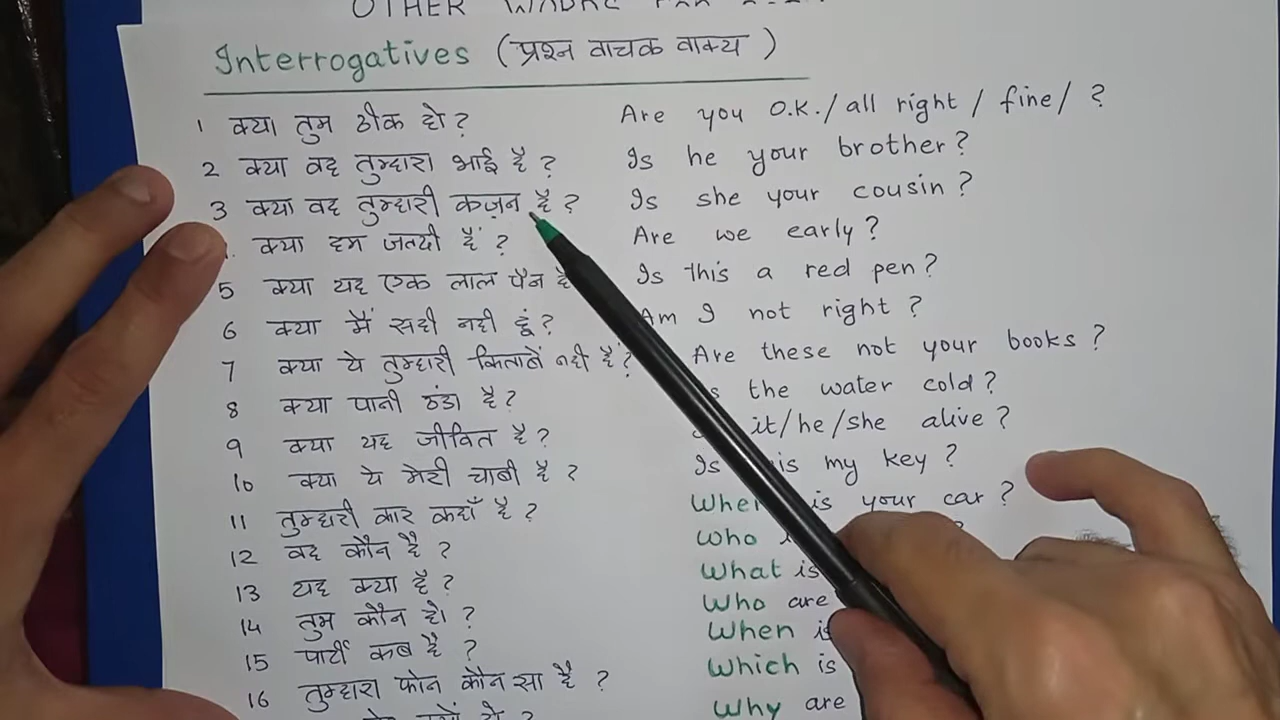 OTHER
Interrogatives (प्रश्न वाचक वाक्य)
1 क्या तुम ठीक हो? Are you O.K./all right / fine/ ?
2 क्या वह तुम्हारा भाई है? Is he your brother?
3 क्या वह तुम्हारी कज़न है? Is she your cousin?
क्या हम जल्दी हैं ? Are we early?
5 क्या यह एक लाल पैन Is this a red pen?
6 क्या मैं सही नही हूं? Am I not right ?
7 क्या ये तुम्हारी किताबें नही हैं? Are these not your books ?
8 क्या पानी ठंडा है? the water cold?
9 क्या यह जीवित है? it/he/she alive?
10 क्या ये मेरी चाबी है ? Is my key ?
11 तुम्हारी कार कहाँ है? is your car ?
12 वह कौन है ? Who
13 यह क्या है ? What is
14 तुम कौन हो ? Who are
15 पार्टी कब है ? When
16 तुम्हारा फोन कौन सा है ? Which is
Why are